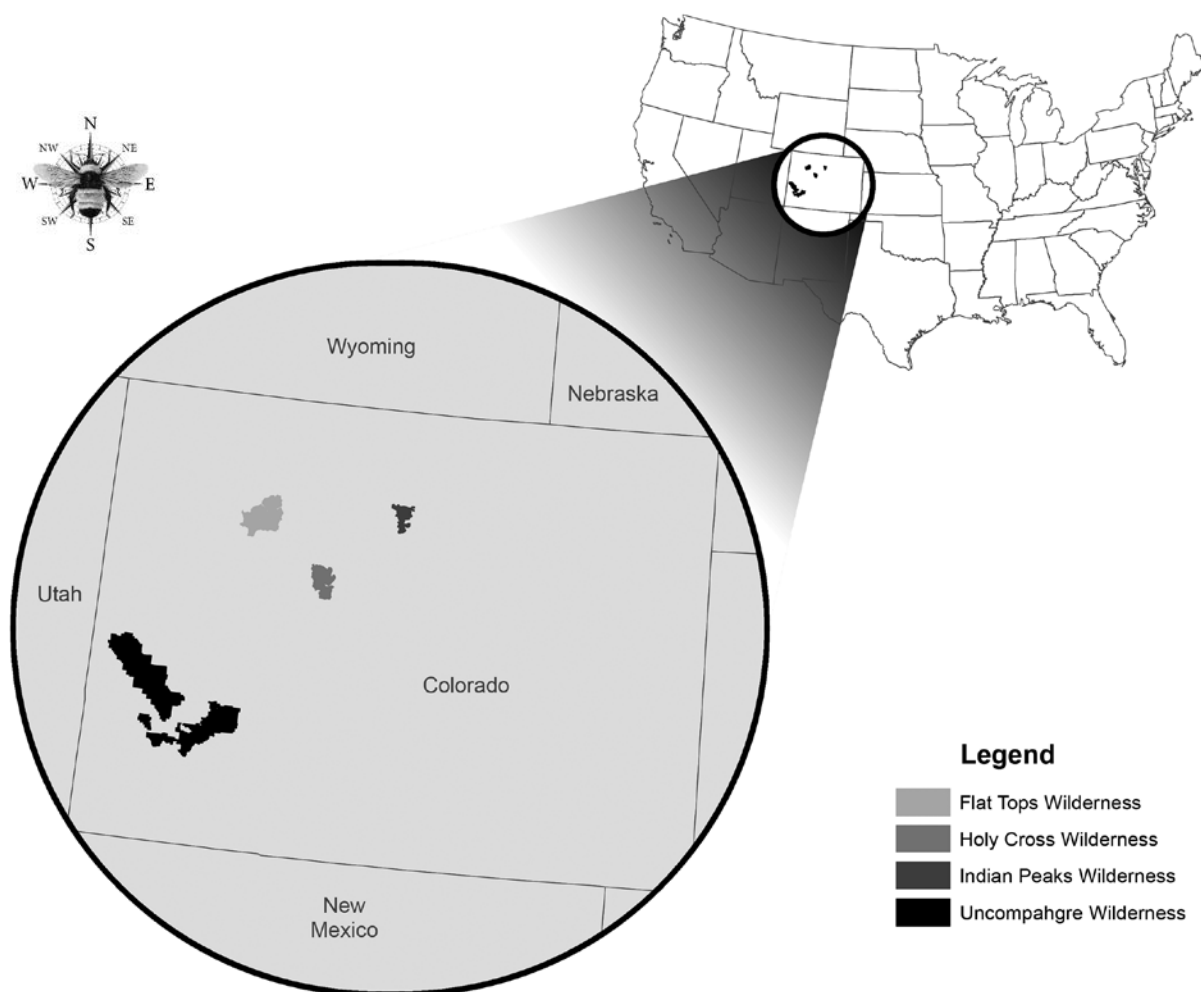 N
NW
NE
W
E
SW
SE
S
Wyoming
Nebraska
Utah
Colorado
New
Mexico
Legend
Flat Tops Wilderness
Holy Cross Wilderness
Indian Peaks Wilderness
Uncompahgre Wilderness